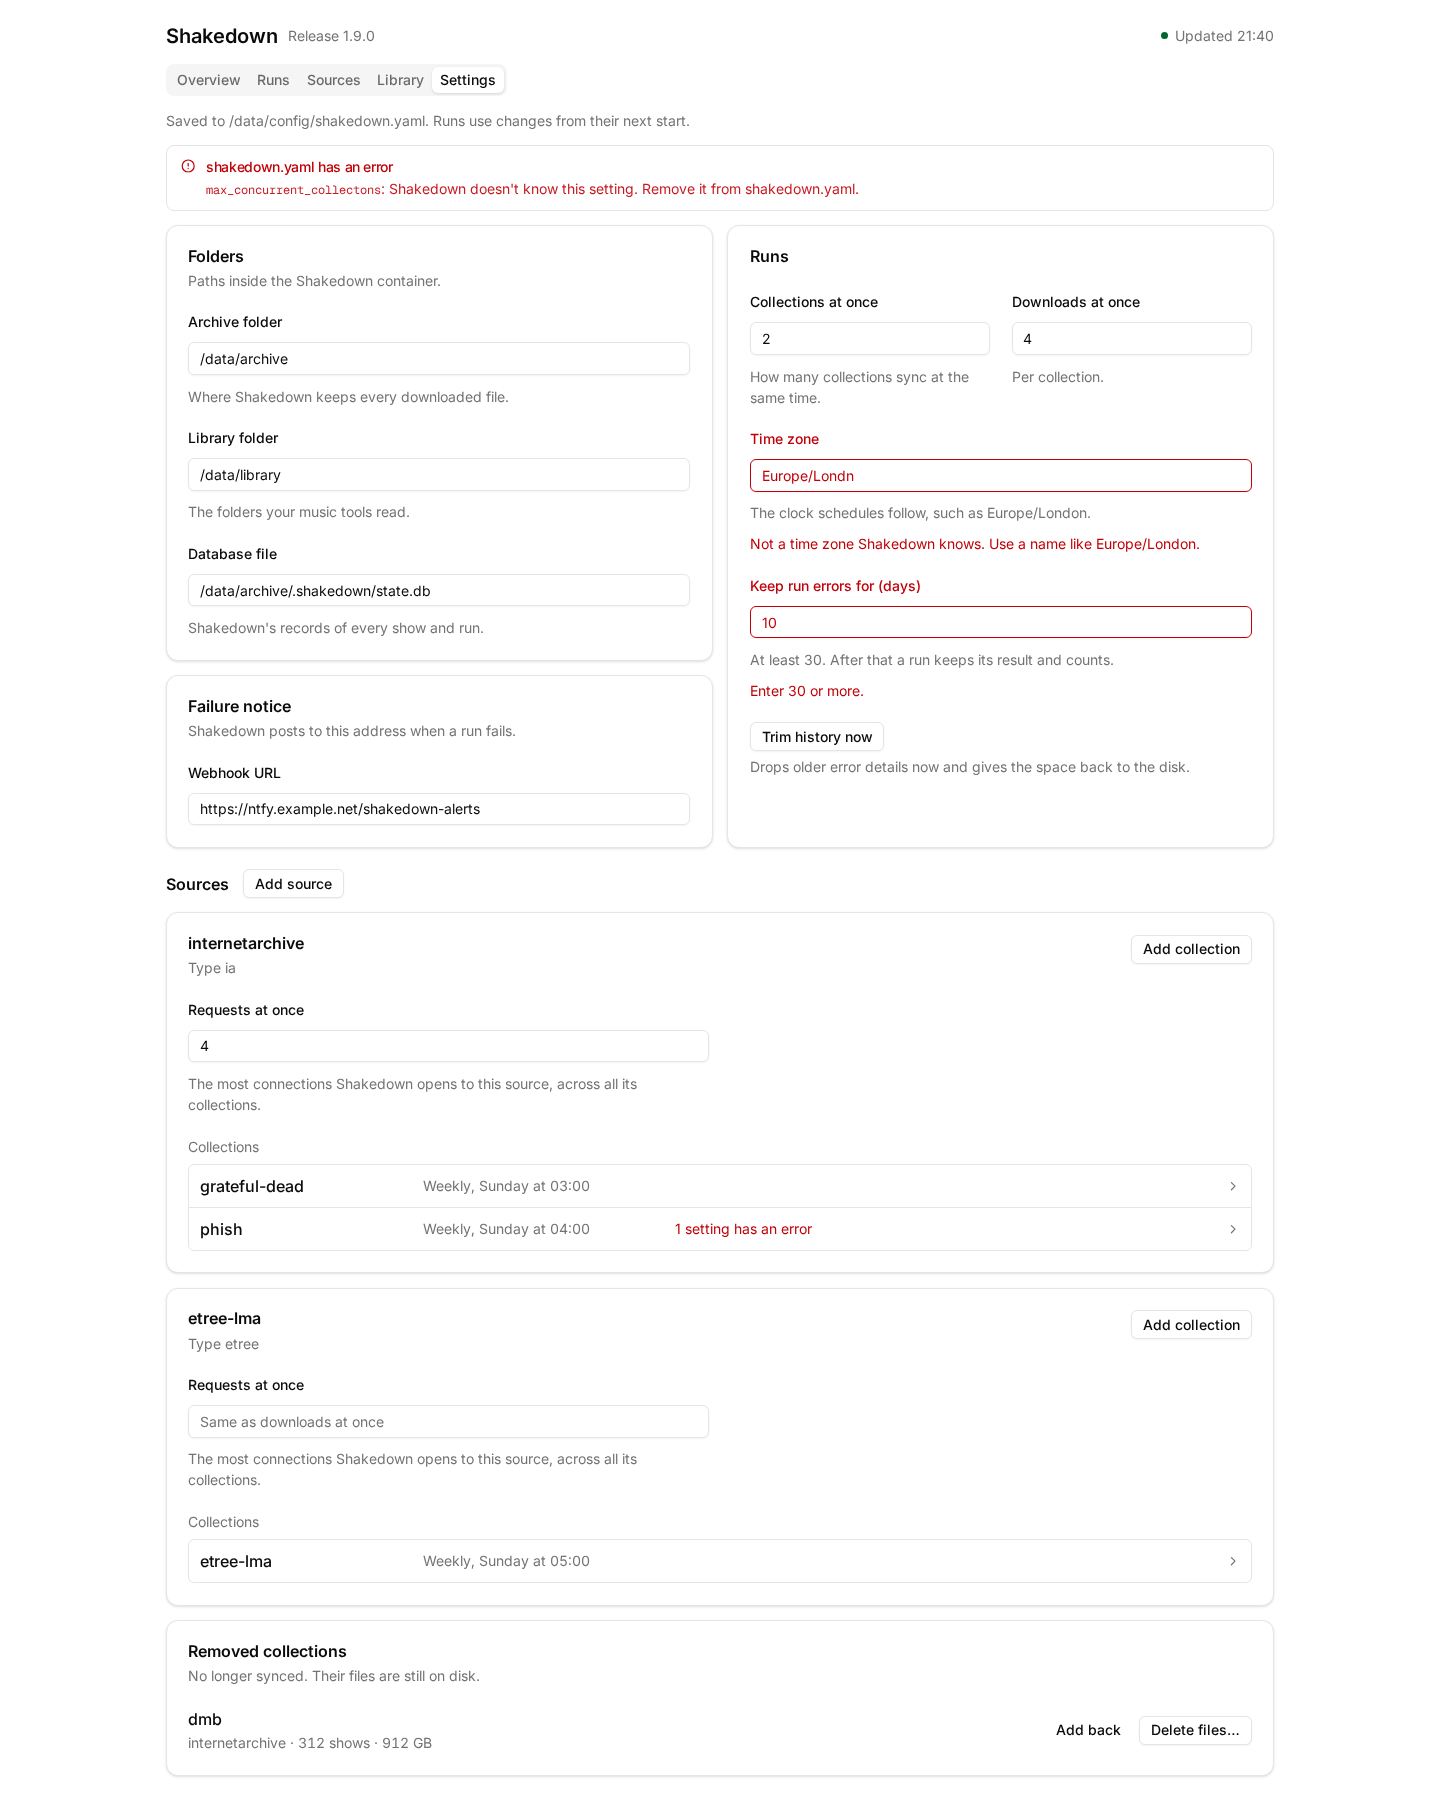 Shakedown Release 1.9.0
Updated 21:40
Overview Runs Sources Library Settings
Saved to /data/config/shakedown.yaml. Runs use changes from their next start.
shakedown.yaml has an error
max_concurrent_collectons: Shakedown doesn't know this setting. Remove it from shakedown.yaml.
Folders
Paths inside the Shakedown container.
Archive folder
/data/archive
Where Shakedown keeps every downloaded file.
Library folder
/data/library
The folders your music tools read.
Database file
/data/archive/.shakedown/state.db
Shakedown's records of every show and run.
Failure notice
Shakedown posts to this address when a run fails.
Webhook URL
https://ntfy.example.net/shakedown-alerts
Runs
Collections at once
2
How many collections sync at the
same time.
Downloads at once
4
Per collection.
Time zone
Europe/Londn
The clock schedules follow, such as Europe/London.
Not a time zone Shakedown knows. Use a name like Europe/London.
Keep run errors for (days)
10
At least 30. After that a run keeps its result and counts.
Enter 30 or more.
Trim history now
Drops older error details now and gives the space back to the disk.
Sources
Add source
internetarchive
Type ia
Add collection
Requests at once
4
The most connections Shakedown opens to this source, across all its
collections.
Collections
grateful-dead Weekly, Sunday at 03:00
phish Weekly, Sunday at 04:00 1 setting has an error
etree-lma
Type etree
Add collection
Requests at once
Same as downloads at once
The most connections Shakedown opens to this source, across all its
collections.
Collections
etree-lma Weekly, Sunday at 05:00
Removed collections
No longer synced. Their files are still on disk.
dmb
internetarchive · 312 shows · 912 GB
Add back
Delete files...